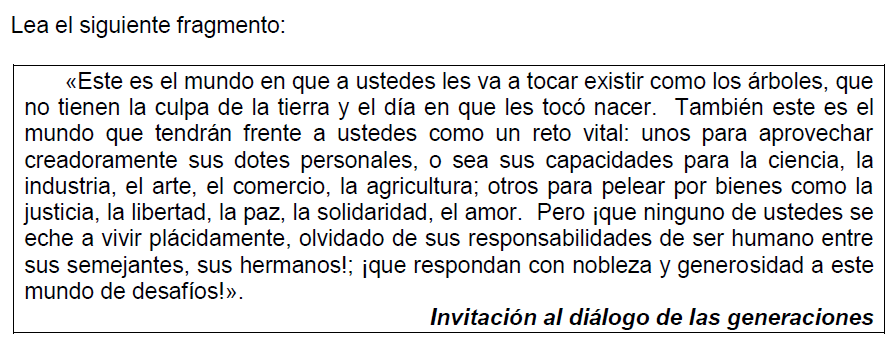 Lea el siguiente fragmento:
«Este es el mundo en que a ustedes les va a tocar existir como los árboles, que
no tienen la culpa de la tierra y el día en que les tocó nacer.  También este es el
mundo que tendrán frente a ustedes como un reto vital: unos para aprovechar
creadoramente sus dotes personales, o sea sus capacidades para la ciencia, la
industria, el arte, el comercio, la agricultura; otros para pelear por bienes como la
justicia, la libertad, la paz, la solidaridad, el amor.  Pero ¡que ninguno de ustedes se
eche a vivir plácidamente, olvidado de sus responsabilidades de ser humano entre
sus semejantes, sus hermanos!; ¡que respondan con nobleza y generosidad a este
mundo de desafíos!».
Invitación al diálogo de las generaciones